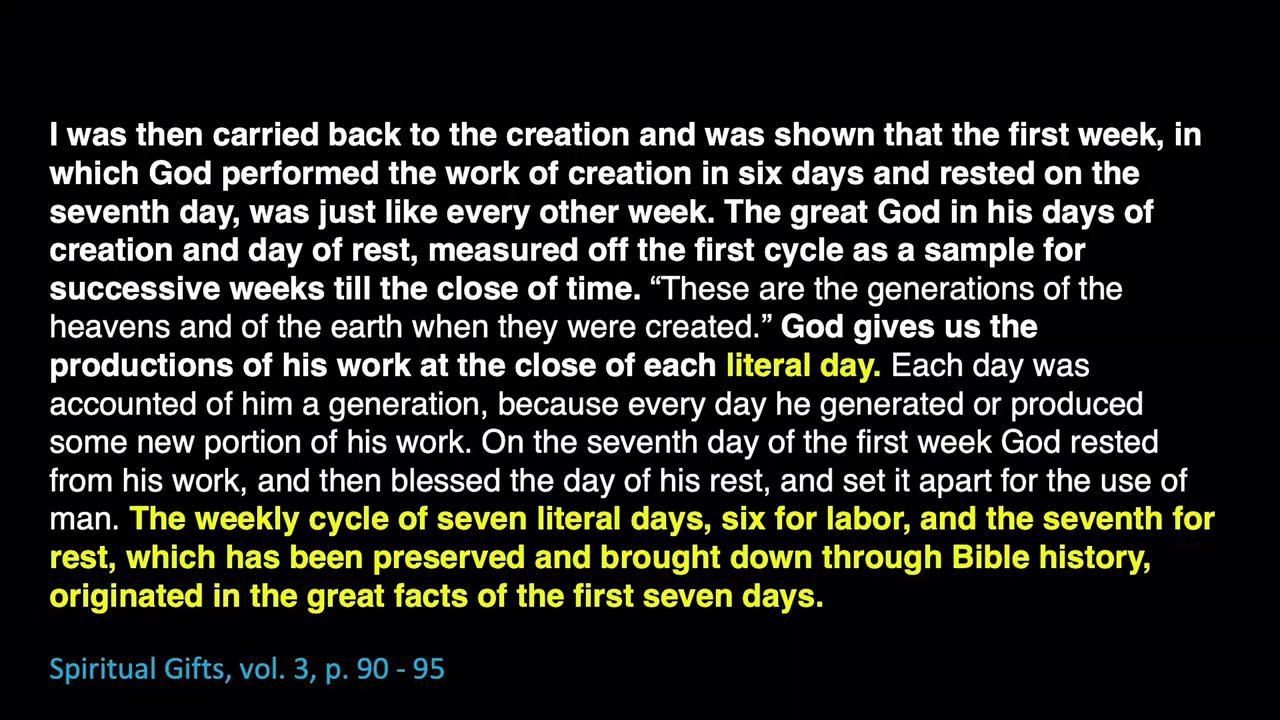 I was then carried back to the creation and was shown that the first week, in
which God performed the work of creation in six days and rested on the
seventh day, was just like every other week. The great God in his days of
creation and day of rest, measured off the first cycle as a sample for
successive weeks till the close of time. “These are the generations of the
heavens and of the earth when they were created.” God gives us the
productions of his work at the close of each literal day. Each day was
accounted of him a generation, because every day he generated or produced
some new portion of his work. On the seventh day of the first week God rested
from his work, and then blessed the day of his rest, and set it apart for the use of
man. The weekly cycle of seven literal days, six for labor, and the seventh for
rest, which has been preserved and brought down through Bible history,
originated in the great facts of the first seven days.
Spiritual Gifts, vol. 3, p. 90 - 95